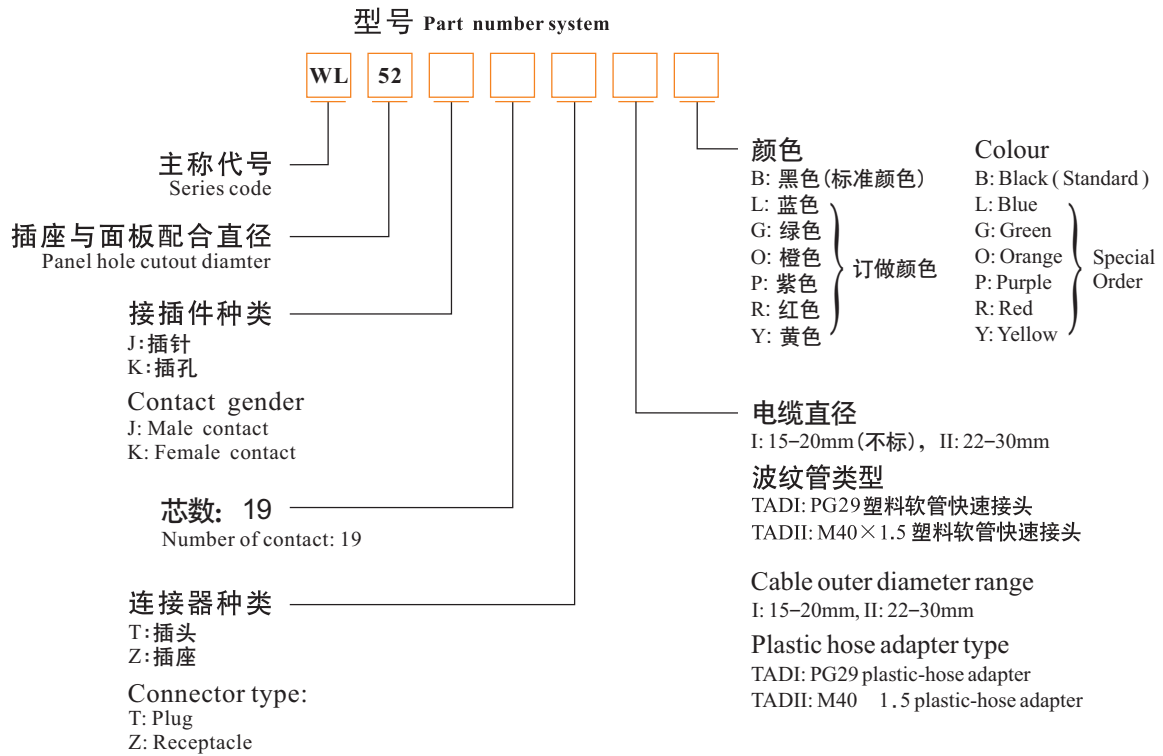 型号 Part number system
WL 52
主称代号
Series code
插座与面板配合直径
Panel hole cutout diamter
接插件种类
J:插针
K:插孔
Contact gender
J: Male contact
K: Female contact
芯数: 19
Number of contact: 19
连接器种类
T:插头
Z:插座
Connector type:
T: Plug
Z: Receptacle
颜色
B: 黑色(标准颜色)
L: 蓝色
G: 绿色
O: 橙色
P: 紫色
R: 红色
Y: 黄色
订做颜色
Colour
B: Black ( Standard )
L: Blue
G: Green
O: Orange
P: Purple
R: Red
Y: Yellow
Special
Order
电缆直径
I: 15-20mm(不标), II: 22-30mm
波纹管类型
TADI: PG29塑料软管快速接头
TADII: M40×1.5 塑料软管快速接头
Cable outer diameter range
I: 15-20mm, II: 22-30mm
Plastic hose adapter type
TADI: PG29 plastic-hose adapter
TADII: M40 1.5 plastic-hose adapter